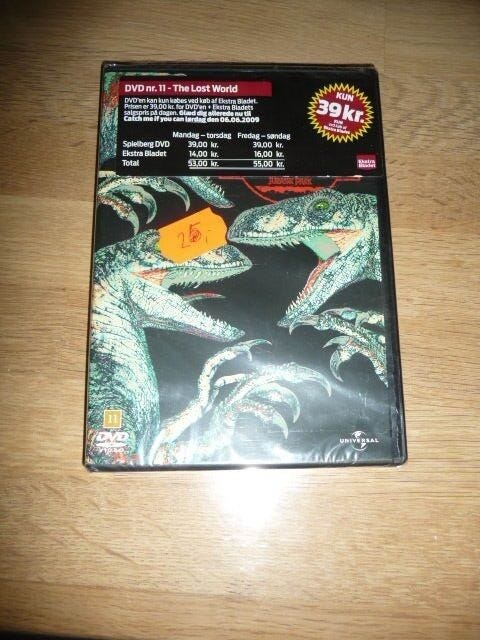 DVD nr. 11 - The Lost World
DVD'en kan kun købes ved køb af Ekstra Bladet.
Prisen er 39,00 kr. for DVD'en + Ekstra Bladets
salgspris på dagen. Glæd dig allerede nu til
Catch me if you can lørdag den 06.06.2009
Mandag – torsdag Fredag – søndag
Spielberg DVD 39,00 kr. 39,00 kr.
Ekstra Bladet 14,00 kr. 16,00 kr.
Total 53,00 kr. 55,00 kr.
KUN
39 kr.
Ekstra Bladet
Ekstra
Bladet
JURASSIC PARK
25,-
11
DVD
VIDEO
UNIVERSAL